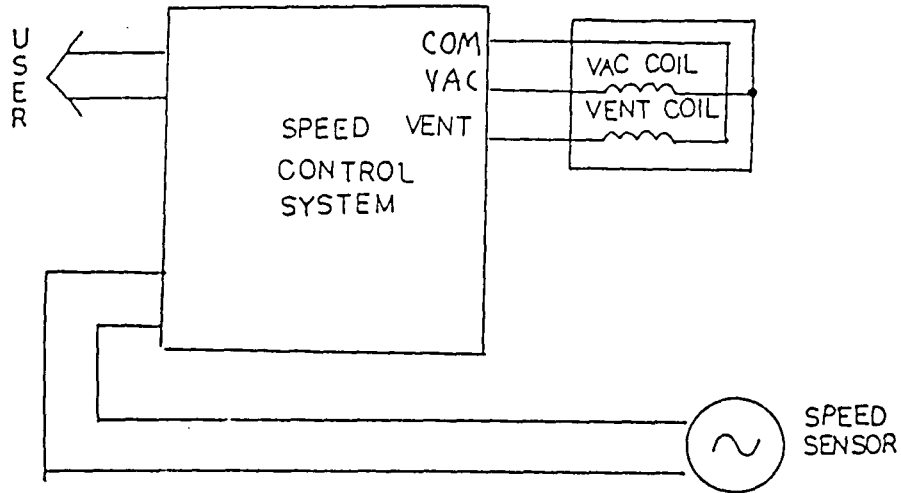 USER
COM
VAC
VENT
SPEED
CONTROL
SYSTEM
VAC COIL
VENT COIL
SPEED
SENSOR